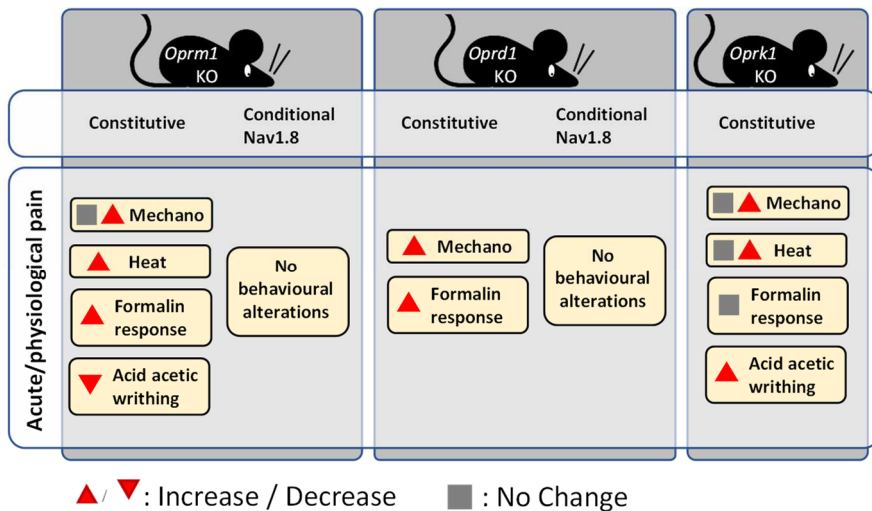 Oprm1
KO
Oprd1
KO
Oprk1
KO
Constitutive
Conditional
Nav1.8
Constitutive
Conditional
Nav1.8
Constitutive
Acute/physiological pain
Mechano
Heat
Formalin
response
Acid acetic
writhing
No
behavioural
alterations
Mechano
Formalin
response
No
behavioural
alterations
Mechano
Heat
Formalin
response
Acid acetic
writhing
/ : Increase / Decrease
: No Change